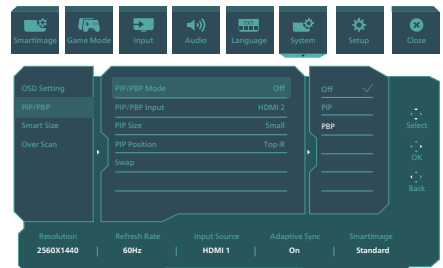 SmartImage
Game Mode
Input
Audio
TXT
Language
System
Setup
Close
OSD Setting
PIP/PBP
Smart Size
Over Scan
PIP/PBP Mode Off
PIP/PBP Input HDMI 2
PIP Size Small
PIP Position Top-R
Swap
Off
PIP
PBP
Select
OK
Back
Resolution Refresh Rate Input Source Adaptive Sync SmartImage
2560X1440 | 60Hz | HDMI 1 | On | Standard